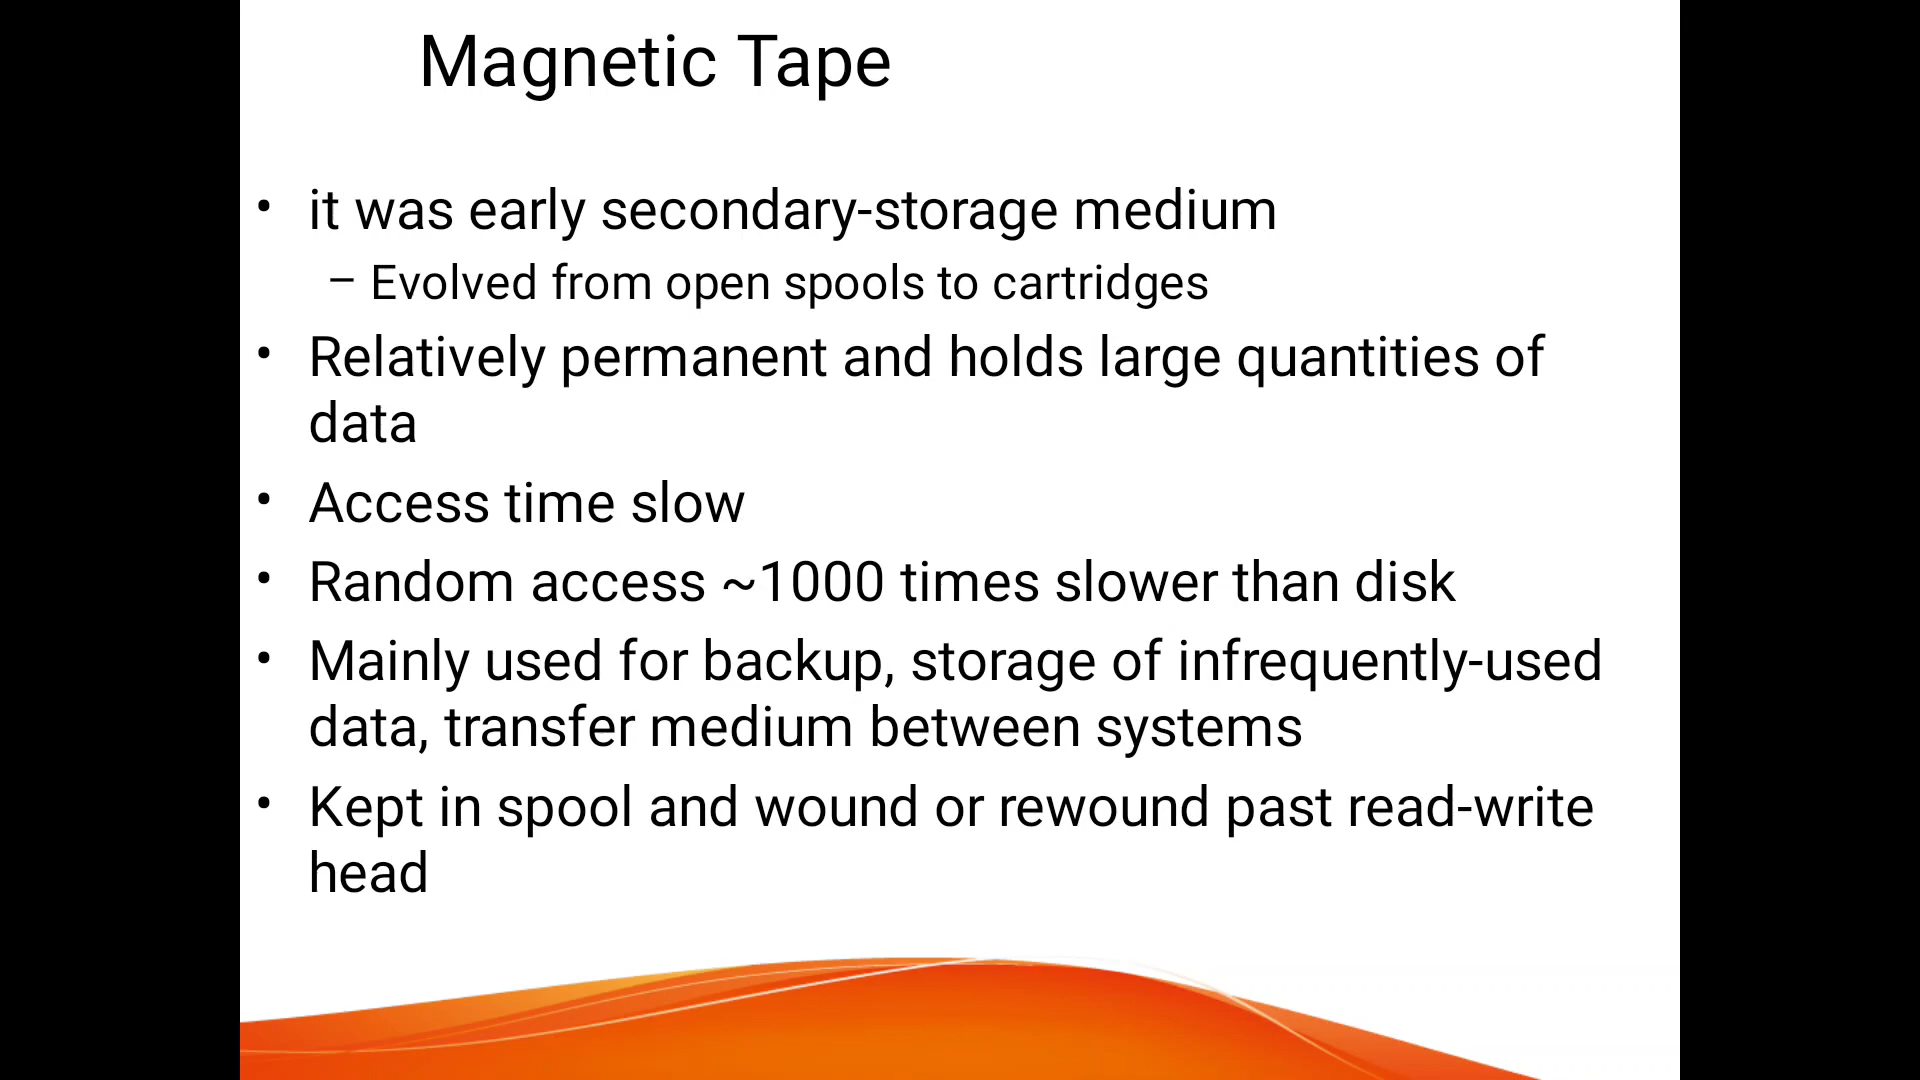 Magnetic Tape
• it was early secondary-storage medium
– Evolved from open spools to cartridges
• Relatively permanent and holds large quantities of
data
• Access time slow
• Random access ~1000 times slower than disk
• Mainly used for backup, storage of infrequently-used
data, transfer medium between systems
• Kept in spool and wound or rewound past read-write
head